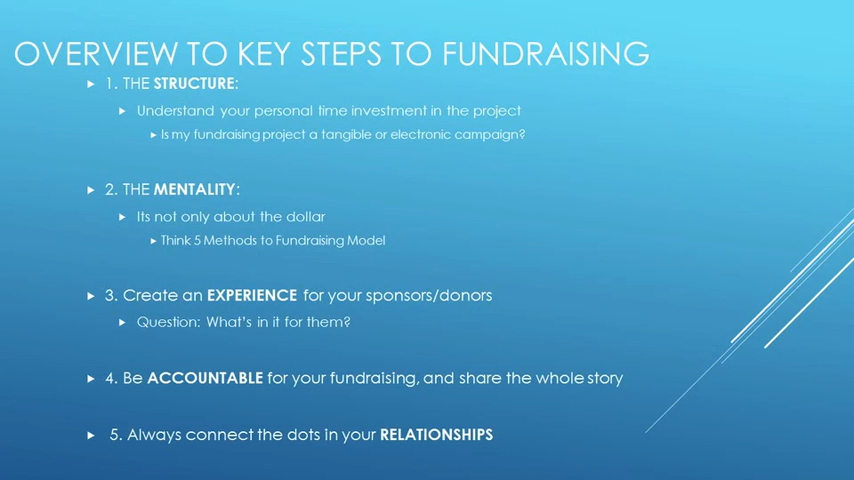 OVERVIEW TO KEY STEPS TO FUNDRAISING
1. THE STRUCTURE:
Understand your personal time investment in the project
Is my fundraising project a tangible or electronic campaign?
2. THE MENTALITY:
Its not only about the dollar
Think 5 Methods to Fundraising Model
3. Create an EXPERIENCE for your sponsors/donors
Question: What's in it for them?
4. Be ACCOUNTABLE for your fundraising, and share the whole story
5. Always connect the dots in your RELATIONSHIPS